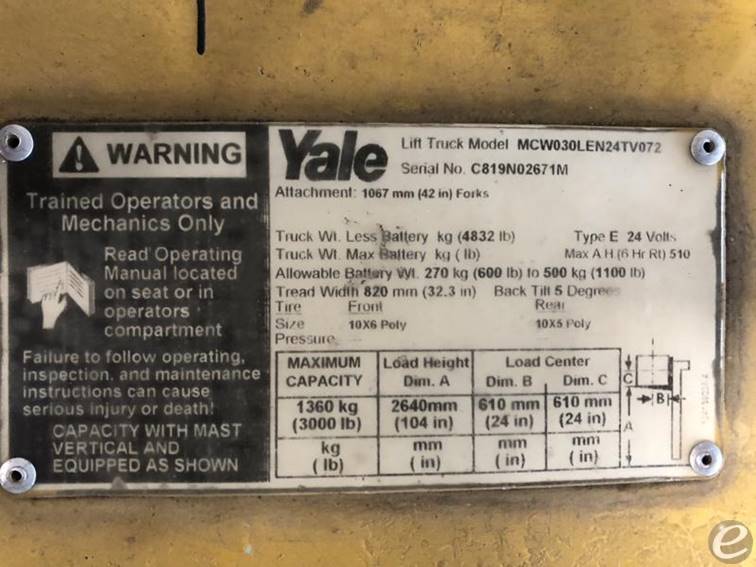 WARNING
Trained Operators and
Mechanics Only
Read Operating
Manual located
on seat or in
operators
compartment
Failure to follow operating,
inspection, and maintenance
instructions can cause
serious injury or death!
CAPACITY WITH MAST
VERTICAL AND
EQUIPPED AS SHOWN
Yale
Lift Truck Model MCW030LEN24TV072
Serial No. C819N02671M
Attachment: 1067 mm (42 in) Forks
Truck Wt. Less Battery kg (4832 lb) Type E 24 Volts
Truck Wt. Max Battery kg ( lb) Max A H (6 Hr Rt) 510
Allowable Battery Wt. 270 kg (600 lb) to 500 kg (1100 lb)
Tread Width 820 mm (32.3 in) Back Tilt 5 Degrees
Tire Front Rear
Size 10X6 Poly 10X5 Poly
Pressure
MAXIMUM CAPACITY Load Height Dim. A Load Center Dim. B Dim. C
1360 kg (3000 lb) 2640mm (104 in) 610 mm (24 in) 610 mm (24 in)
kg ( lb) mm ( in) mm ( in) mm ( in)
C
B
A
e